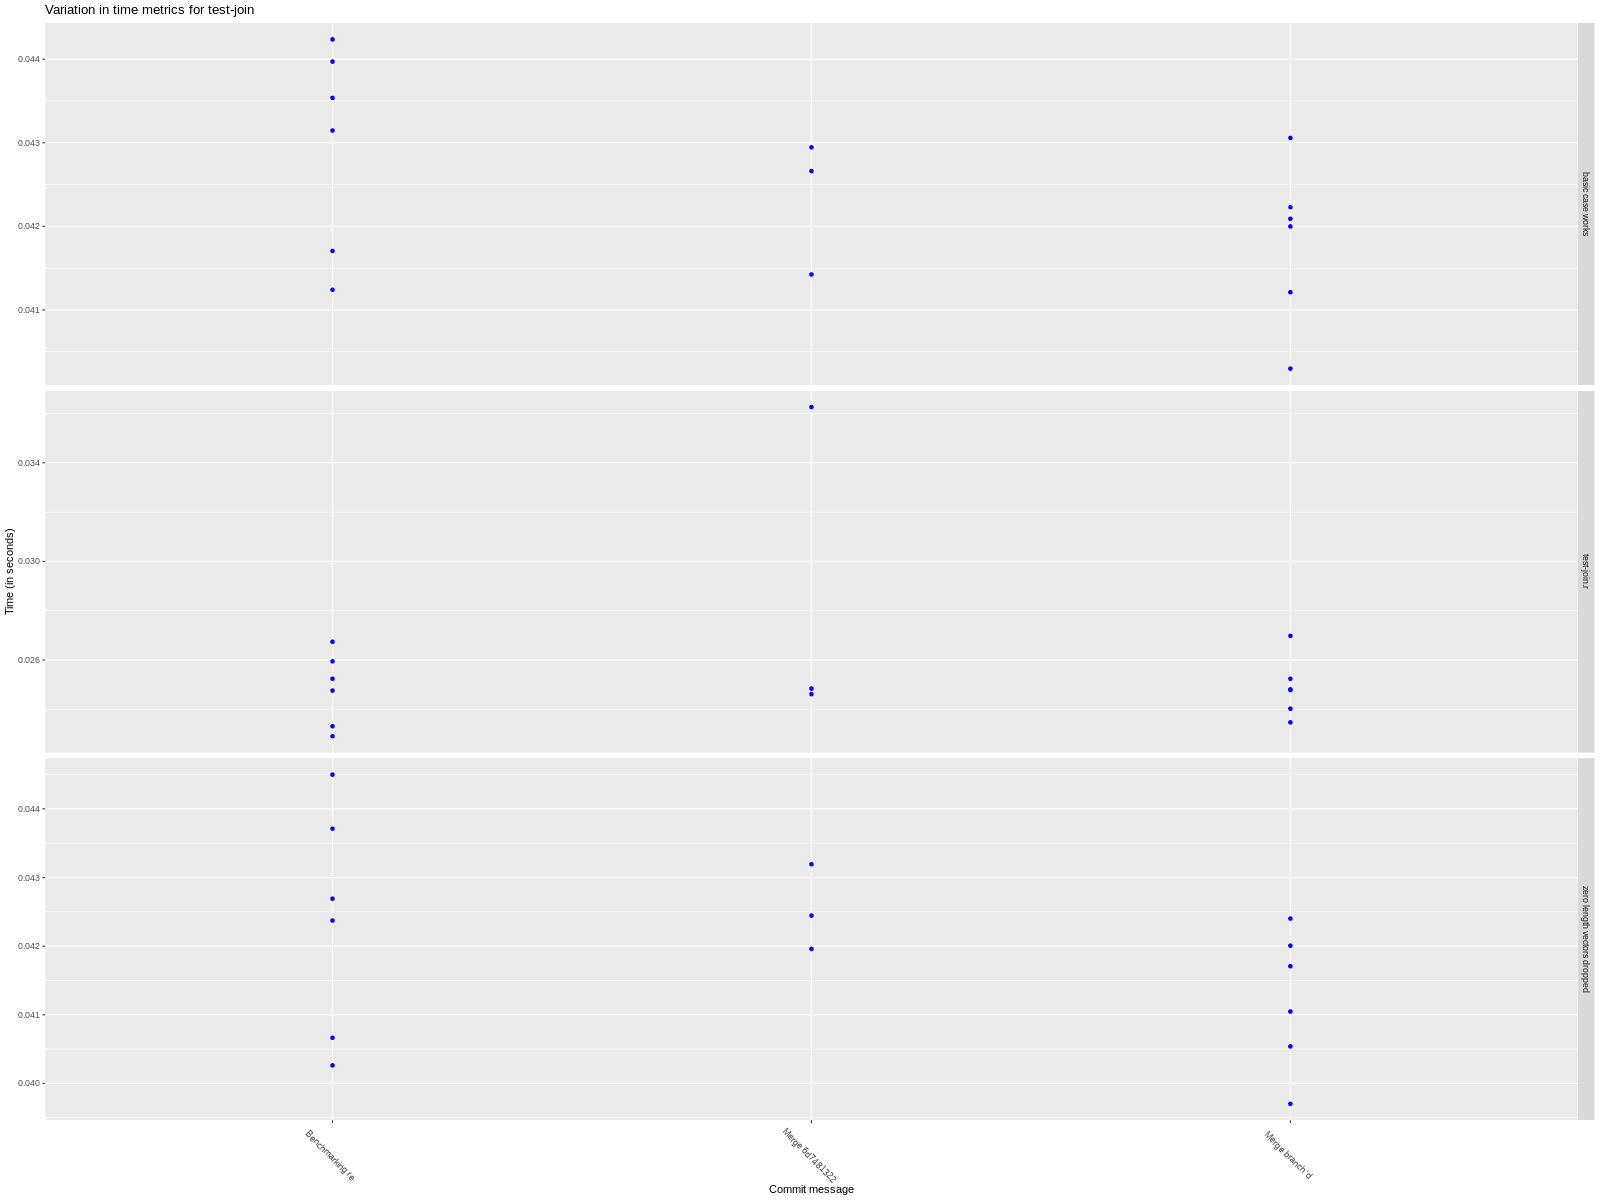 Variation in time metrics for test-join
0.044
0.043
0.042
0.041
basic case works
0.034
0.030
0.026
test-join.r
0.044
0.043
0.042
0.041
0.040
zero length vectors dropped
Time (in seconds)
Benchmarking re
Merge 6d7481322
Merge branch 'd
Commit message